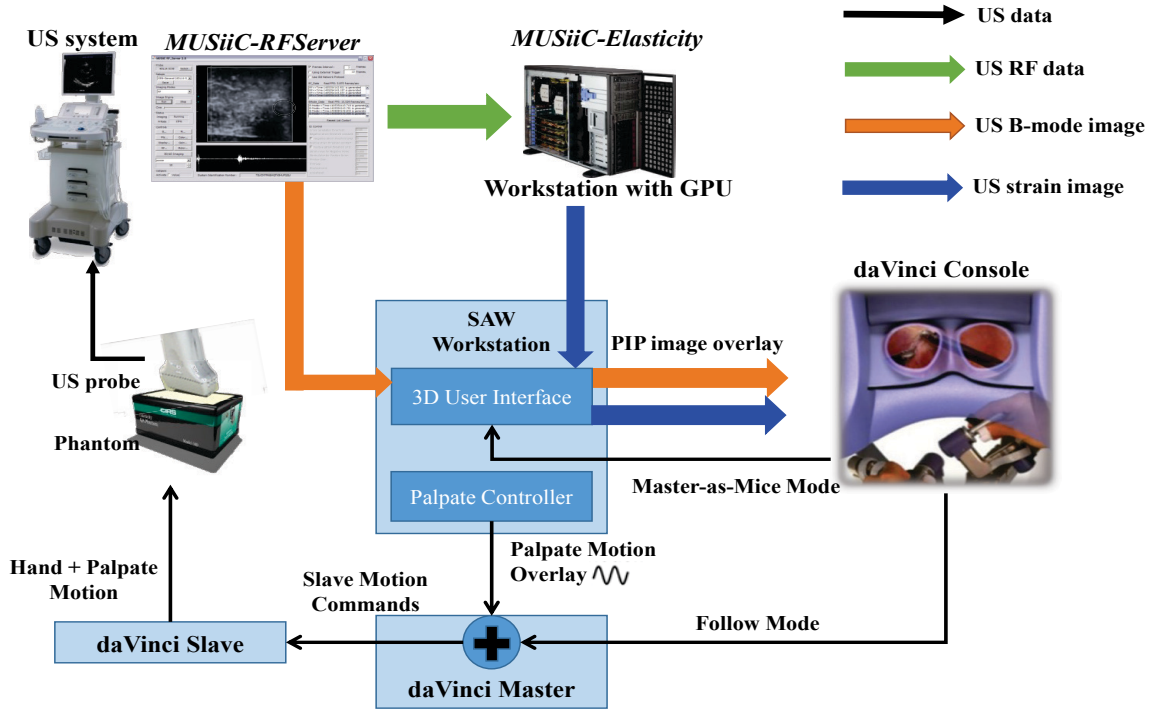 US system
MUSiiC-RFServer
MUSiiC-Elasticity
US data
US RF data
US B-mode image
US strain image
Workstation with GPU
daVinci Console
SAW
Workstation
PIP image overlay
3D User Interface
US probe
CIRS
Phantom
Palpate Controller
Master-as-Mice Mode
Palpate Motion
Overlay
Hand + Palpate
Motion
Slave Motion
Commands
Follow Mode
daVinci Slave
daVinci Master